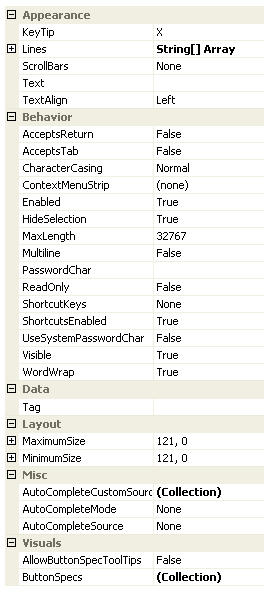 Appearance
KeyTip X
Lines String[] Array
ScrollBars None
Text
TextAlign Left
Behavior
AcceptsReturn False
AcceptsTab False
CharacterCasing Normal
ContextMenuStrip (none)
Enabled True
HideSelection True
MaxLength 32767
Multiline False
PasswordChar
ReadOnly False
ShortcutKeys None
ShortcutsEnabled True
UseSystemPasswordChar False
Visible True
WordWrap True
Data
Tag
Layout
MaximumSize 121, 0
MinimumSize 121, 0
Misc
AutoCompleteCustomSourc (Collection)
AutoCompleteMode None
AutoCompleteSource None
Visuals
AllowButtonSpecToolTips False
ButtonSpecs (Collection)